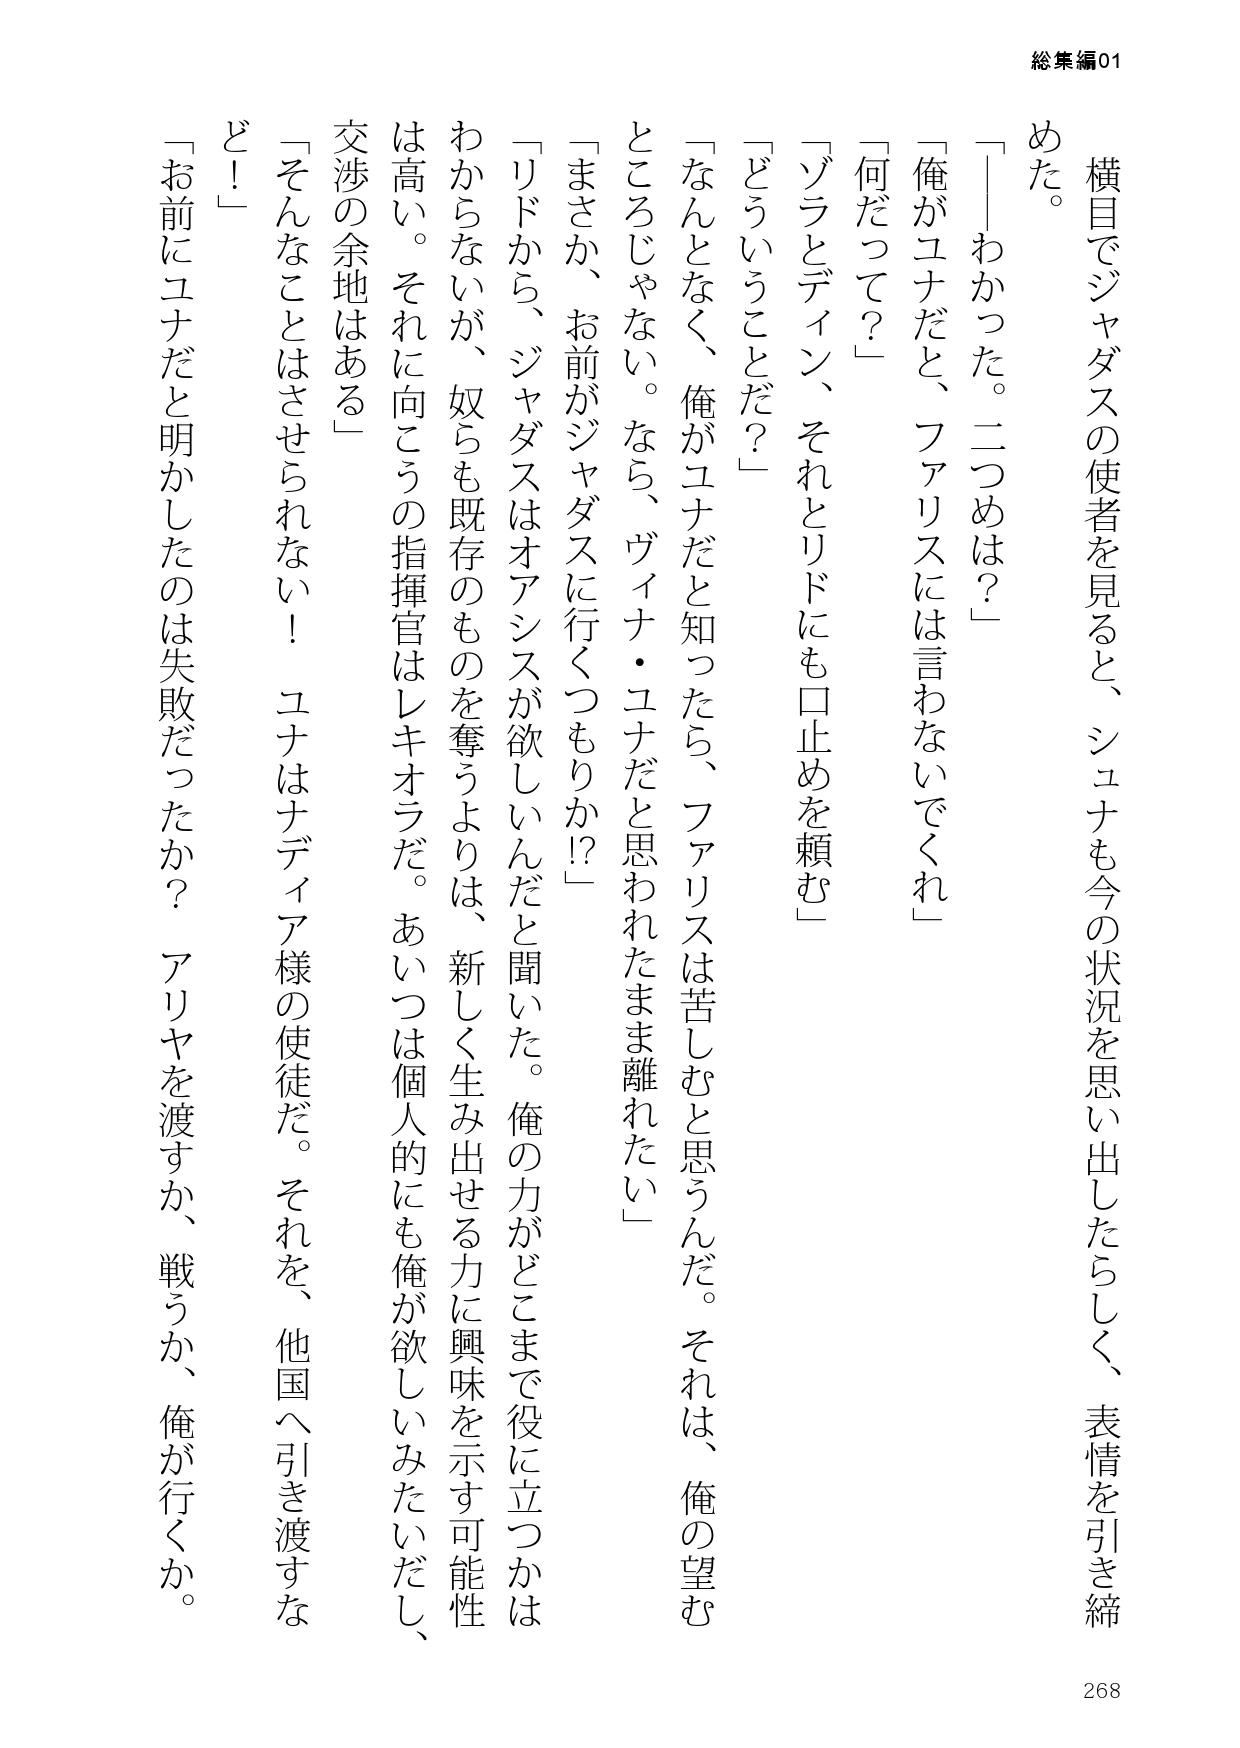 総集編01
　横目でジャダスの使者を見ると、シュナも今の状況を思い出したらしく、表情を引き締
めた。
「――わかった。二つめは？」
「俺がユナだと、ファリスには言わないでくれ」
「何だって？」
「ゾラとディン、それとリドにも口止めを頼む」
「どういうことだ？」
「なんとなく、俺がユナだと知ったら、ファリスは苦しむと思うんだ。それは、俺の望む
ところじゃない。なら、ヴィナ・ユナだと思われたまま離れたい」
「まさか、お前がジャダスに行くつもりか!?」
「リドから、ジャダスはオアシスが欲しいんだと聞いた。俺の力がどこまで役に立つかは
わからないが、奴らも既存のものを奪うよりは、新しく生み出せる力に興味を示す可能性
は高い。それに向こうの指揮官はレキオラだ。あいつは個人的にも俺が欲しいみたいだし、
交渉の余地はある」
「そんなことはさせられない！　ユナはナディア様の使徒だ。それを、他国へ引き渡すな
ど！」
「お前にユナだと明かしたのは失敗だったか？　アリヤを渡すか、戦うか、俺が行くか。
268